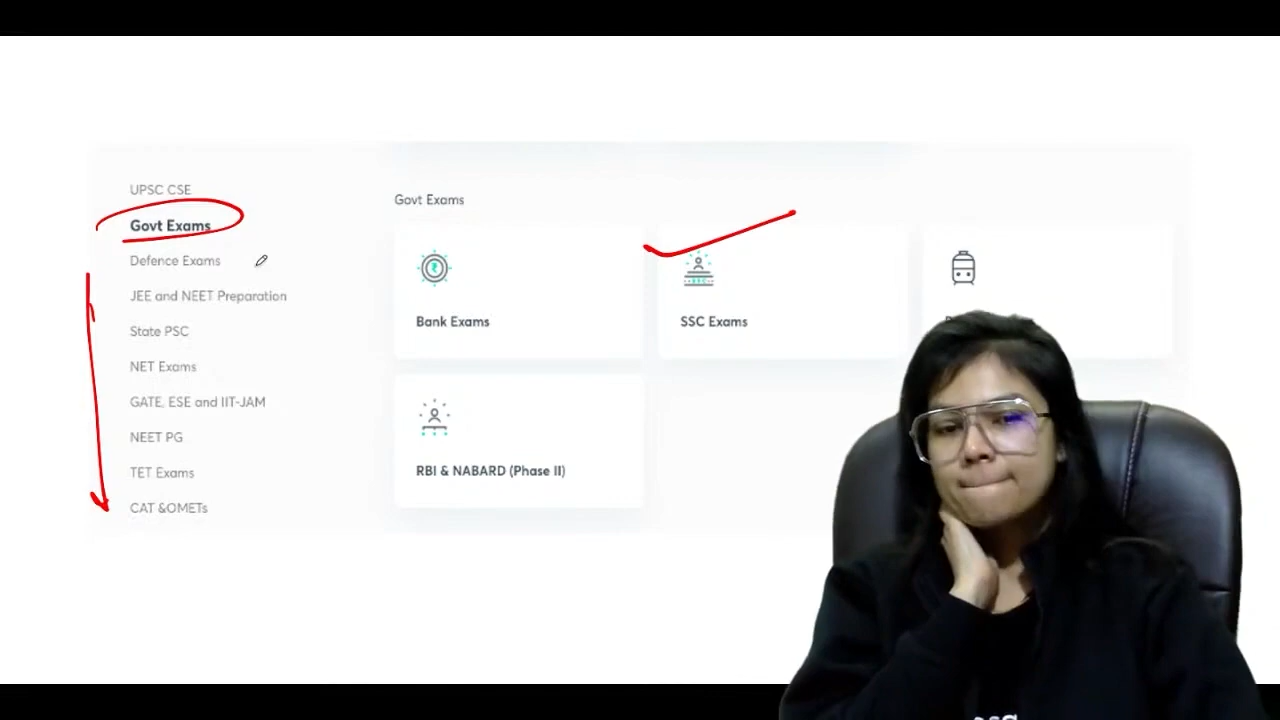 UPSC CSE
Govt Exams
Defence Exams
JEE and NEET Preparation
State PSC
NET Exams
GATE, ESE and IIT-JAM
NEET PG
TET Exams
CAT &OMETs
Govt Exams
Bank Exams
SSC Exams
RBI & NABARD (Phase II)